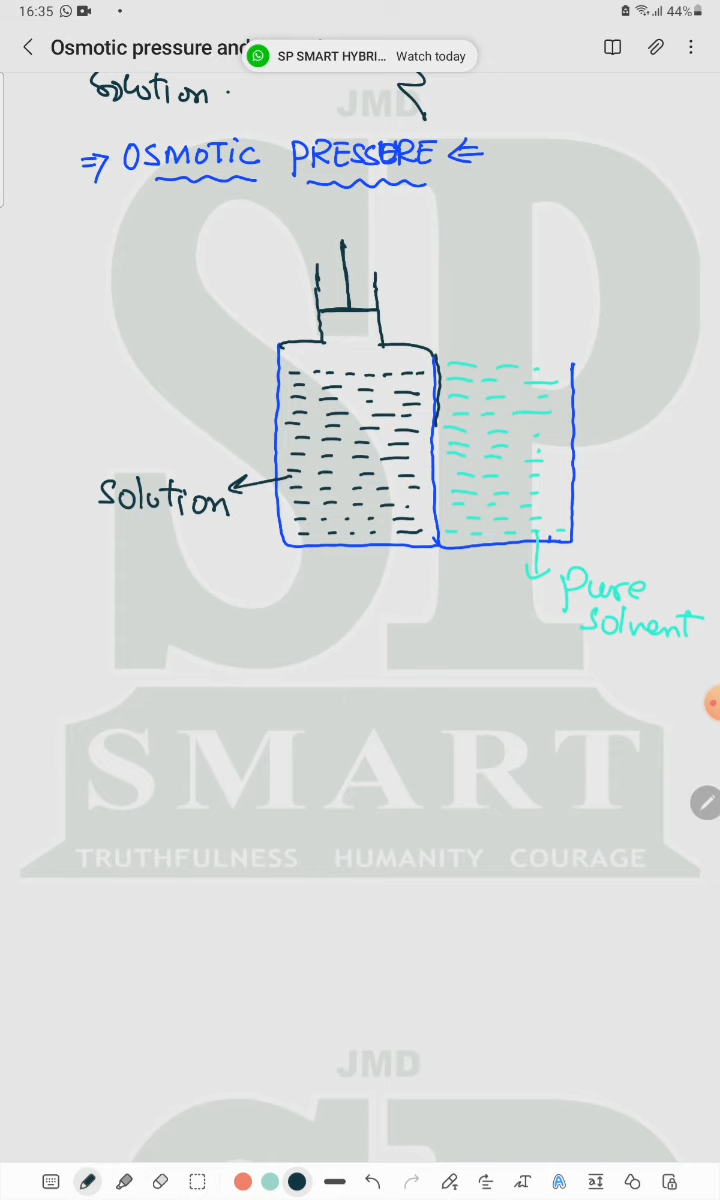 16:35
44%
Osmotic pressure and
SP SMART HYBRI... Watch today
Solution.
JMD
⇒ OSMOTIC PRESSURE ⇐
Solution
Pure
Solvent
SP
SMART
TRUTHFULNESS HUMANITY COURAGE
JMD